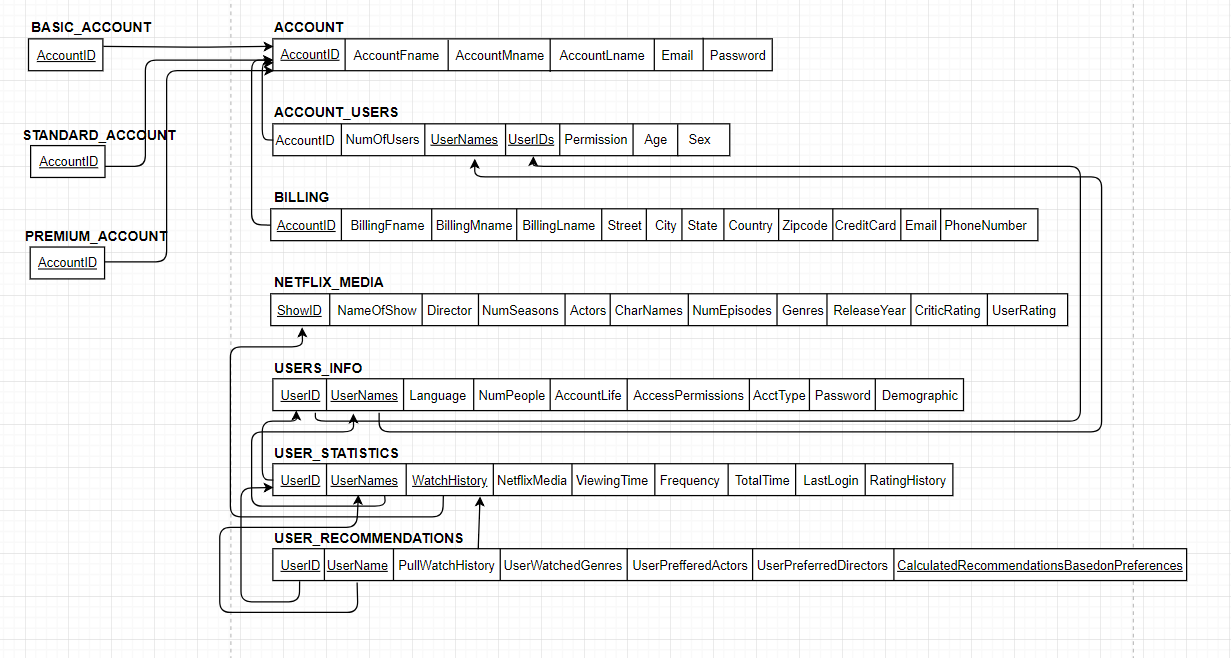 BASIC_ACCOUNT
AccountID
ACCOUNT
AccountID AccountFname AccountMname AccountLname Email Password
ACCOUNT_USERS
AccountID NumOfUsers UserNames UserIDs Permission Age Sex
STANDARD_ACCOUNT
AccountID
BILLING
AccountID BillingFname BillingMname BillingLname Street City State Country Zipcode CreditCard Email PhoneNumber
PREMIUM_ACCOUNT
AccountID
NETFLIX_MEDIA
ShowID NameOfShow Director NumSeasons Actors CharNames NumEpisodes Genres ReleaseYear CriticRating UserRating
USERS_INFO
UserID UserNames Language NumPeople AccountLife AccessPermissions AcctType Password Demographic
USER_STATISTICS
UserID UserNames WatchHistory NetflixMedia ViewingTime Frequency TotalTime LastLogin RatingHistory
USER_RECOMMENDATIONS
UserID UserName PullWatchHistory UserWatchedGenres UserPrefferedActors UserPreferredDirectors CalculatedRecommendationsBasedonPreferences